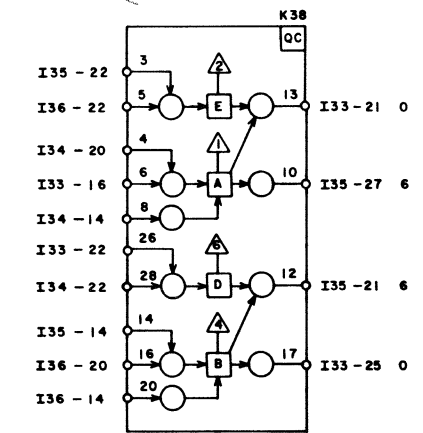 K38
QC
I35-22 3 2
I36-22 5 E 13 I33-21 0
I34-20 4 1
I33-16 6 A 10 I35-27 6
I34-14 8
I33-22 26 6
I34-22 28 D 12 I35-21 6
I35-14 14 4
I36-20 16 B 17 I33-25 0
I36-14 20